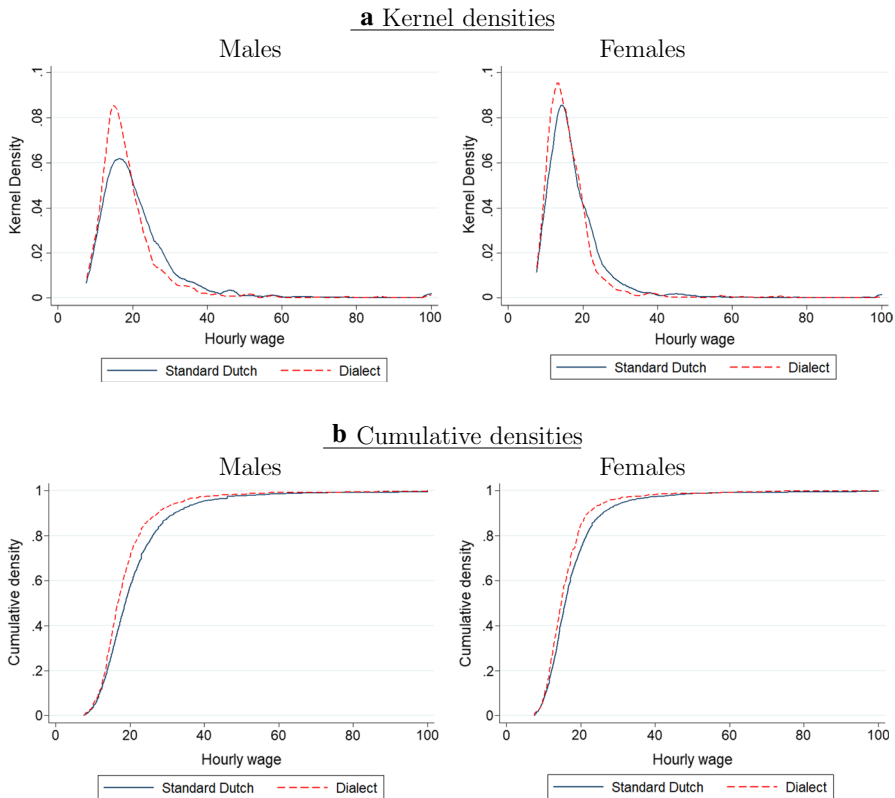 a Kernel densities
Males
Females
Kernel Density
.1
.08
.06
.04
.02
0
0 20 40 60 80 100
Hourly wage
Standard Dutch Dialect
Kernel Density
.1
.08
.06
.04
.02
0
0 20 40 60 80 100
Hourly wage
Standard Dutch Dialect
b Cumulative densities
Males
Females
Cumulative density
1
.8
.6
.4
.2
0
0 20 40 60 80 100
Hourly wage
Standard Dutch Dialect
Cumulative density
1
.8
.6
.4
.2
0
0 20 40 60 80 100
Hourly wage
Standard Dutch Dialect